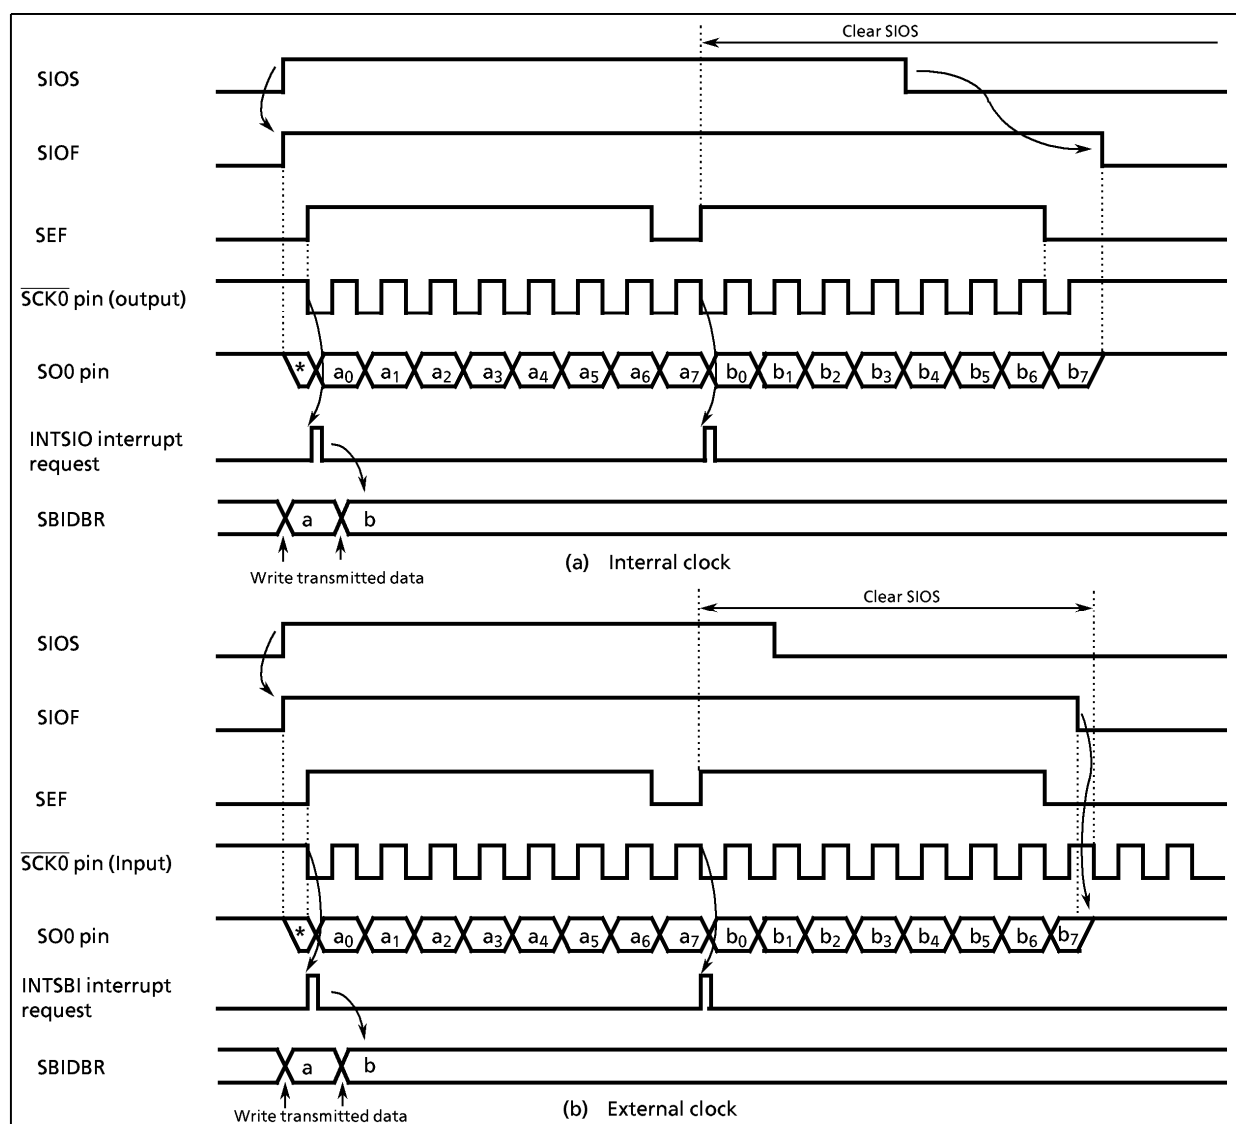 Clear SIOS
SIOS
SIOF
SEF
SCK0 pin (output)
SO0 pin
* a0 a1 a2 a3 a4 a5 a6 a7 b0 b1 b2 b3 b4 b5 b6 b7
INTSIO interrupt
request
SBIDBR
a b
Write transmitted data
(a) Interral clock
Clear SIOS
SIOS
SIOF
SEF
SCK0 pin (Input)
SO0 pin
* a0 a1 a2 a3 a4 a5 a6 a7 b0 b1 b2 b3 b4 b5 b6 b7
INTSBI interrupt
request
SBIDBR
a b
Write transmitted data
(b) External clock